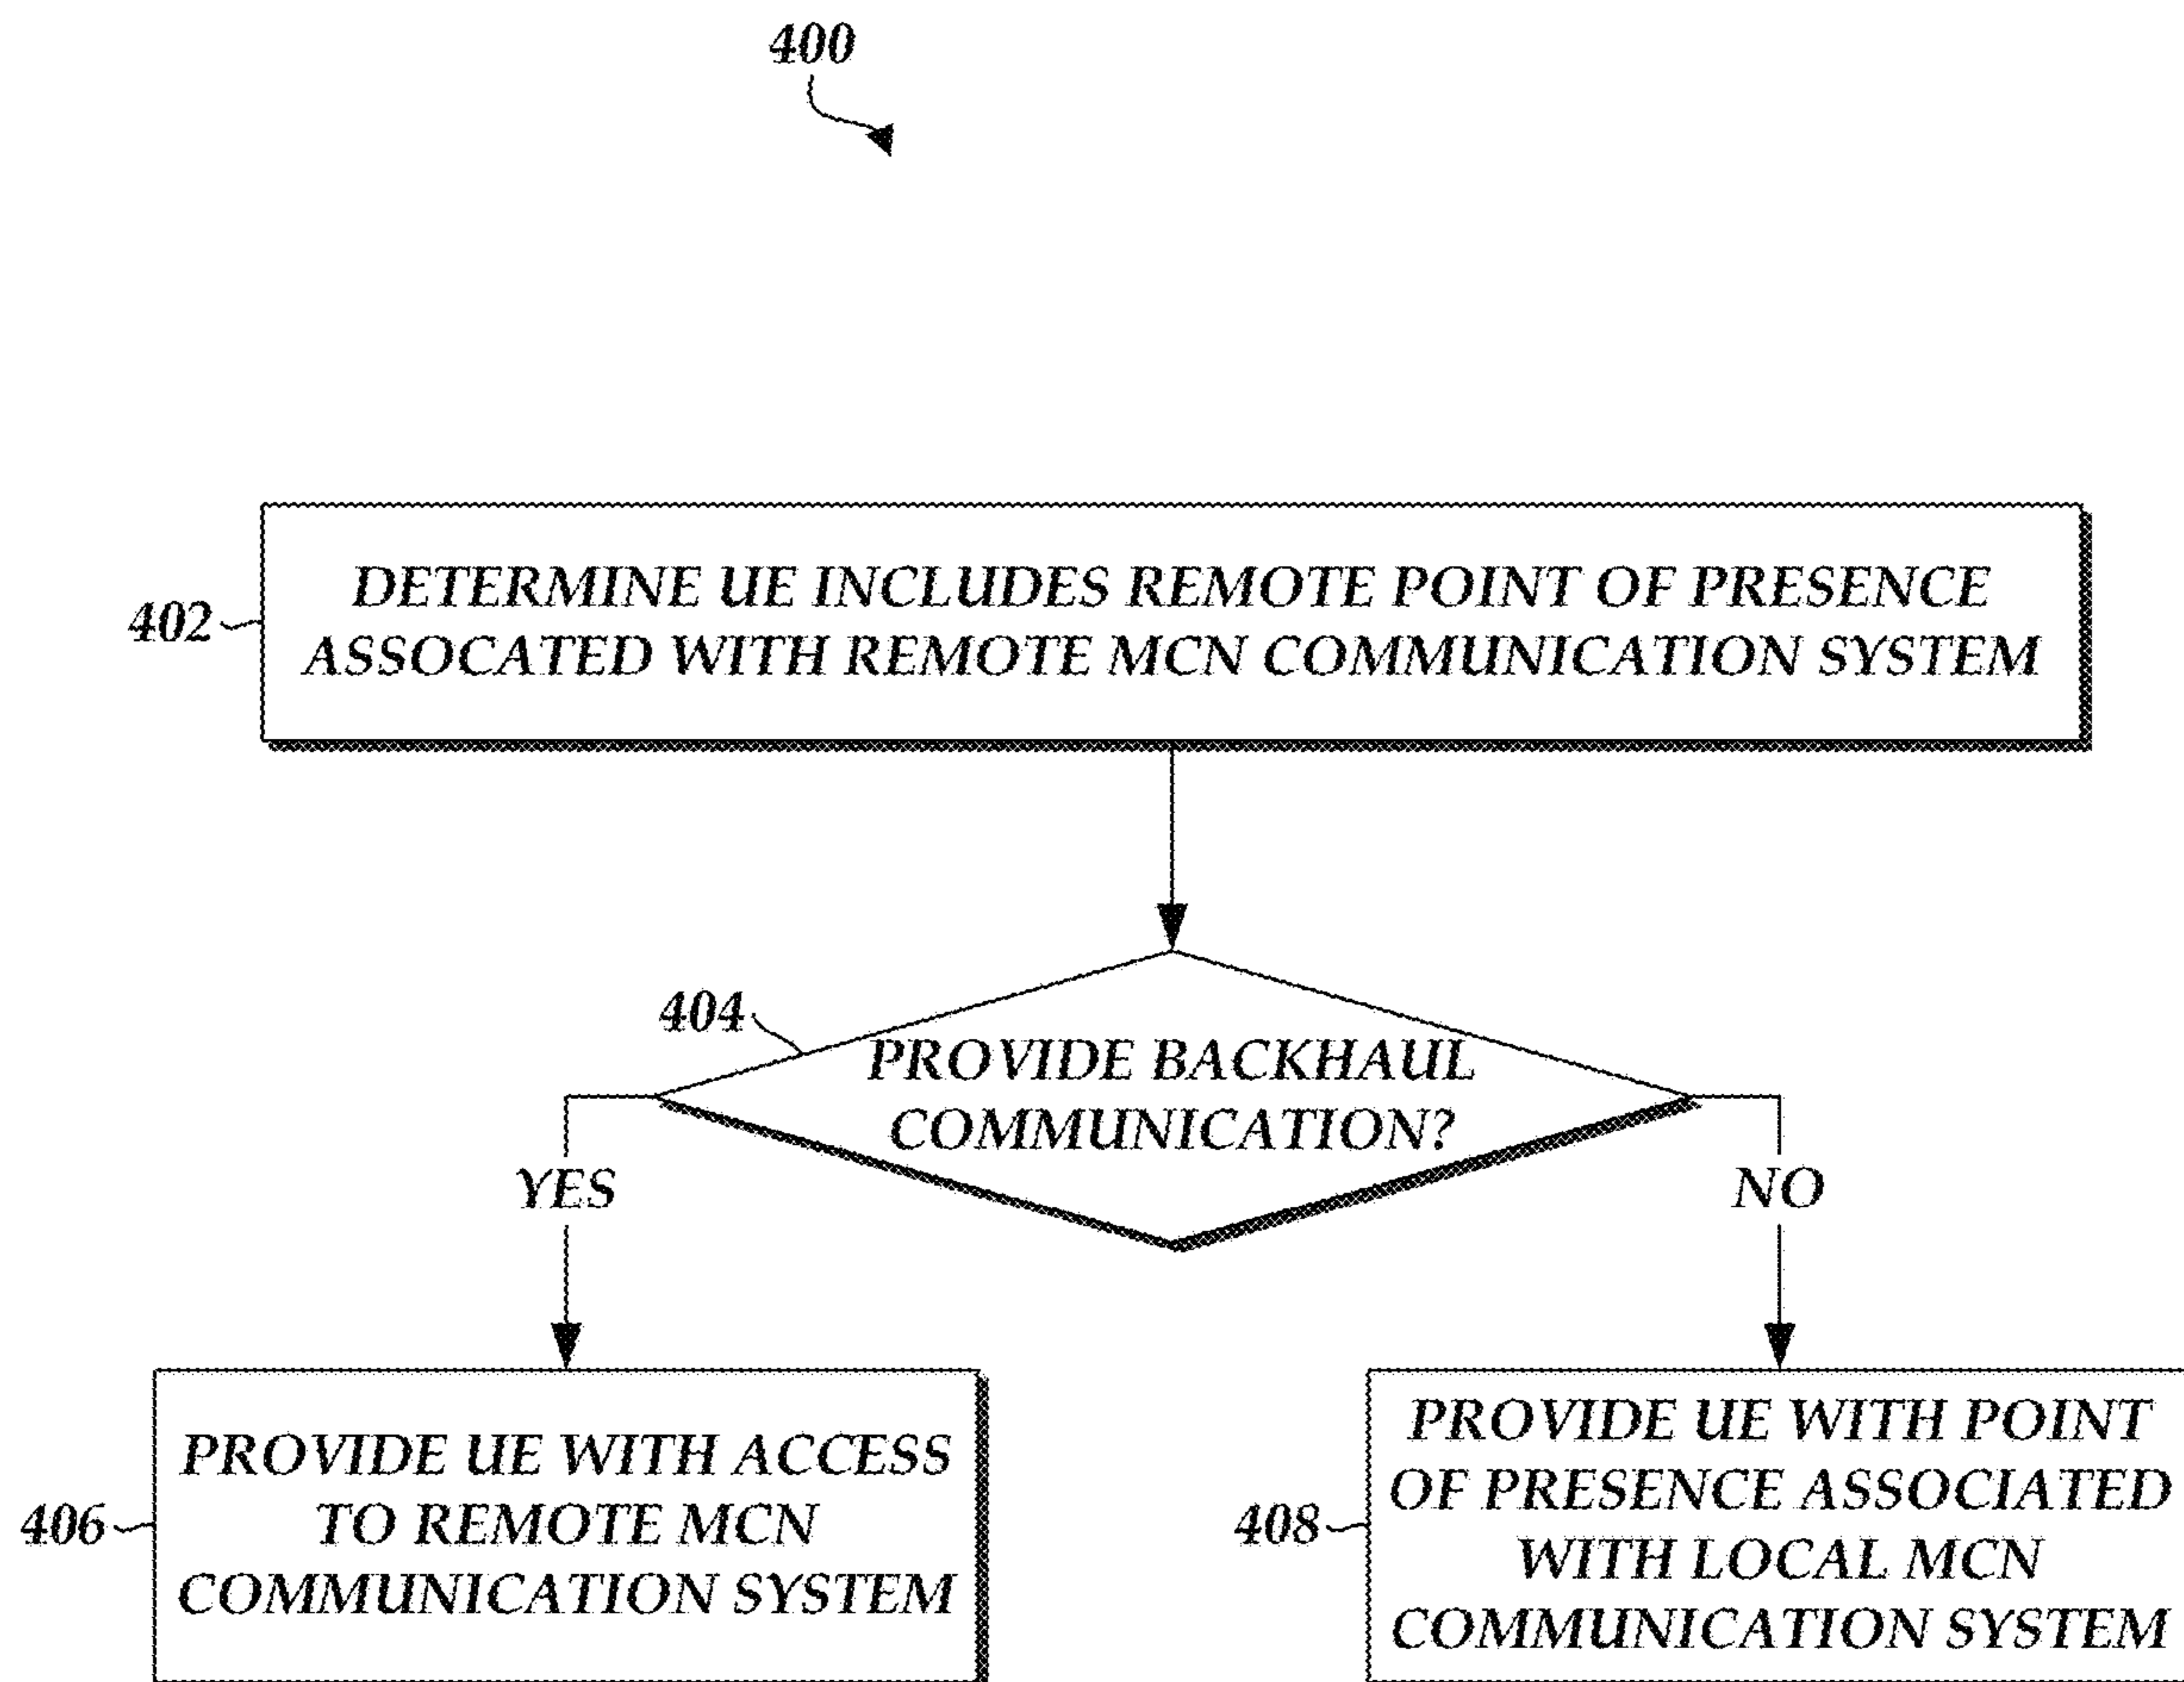 400
402
DETERMINE UE INCLUDES REMOTE POINT OF PRESENCE
ASSOCATED WITH REMOTE MCN COMMUNICATION SYSTEM
404
PROVIDE BACKHAUL
COMMUNICATION?
YES
NO
406
PROVIDE UE WITH ACCESS
TO REMOTE MCN
COMMUNICATION SYSTEM
408
PROVIDE UE WITH POINT
OF PRESENCE ASSOCIATED
WITH LOCAL MCN
COMMUNICATION SYSTEM